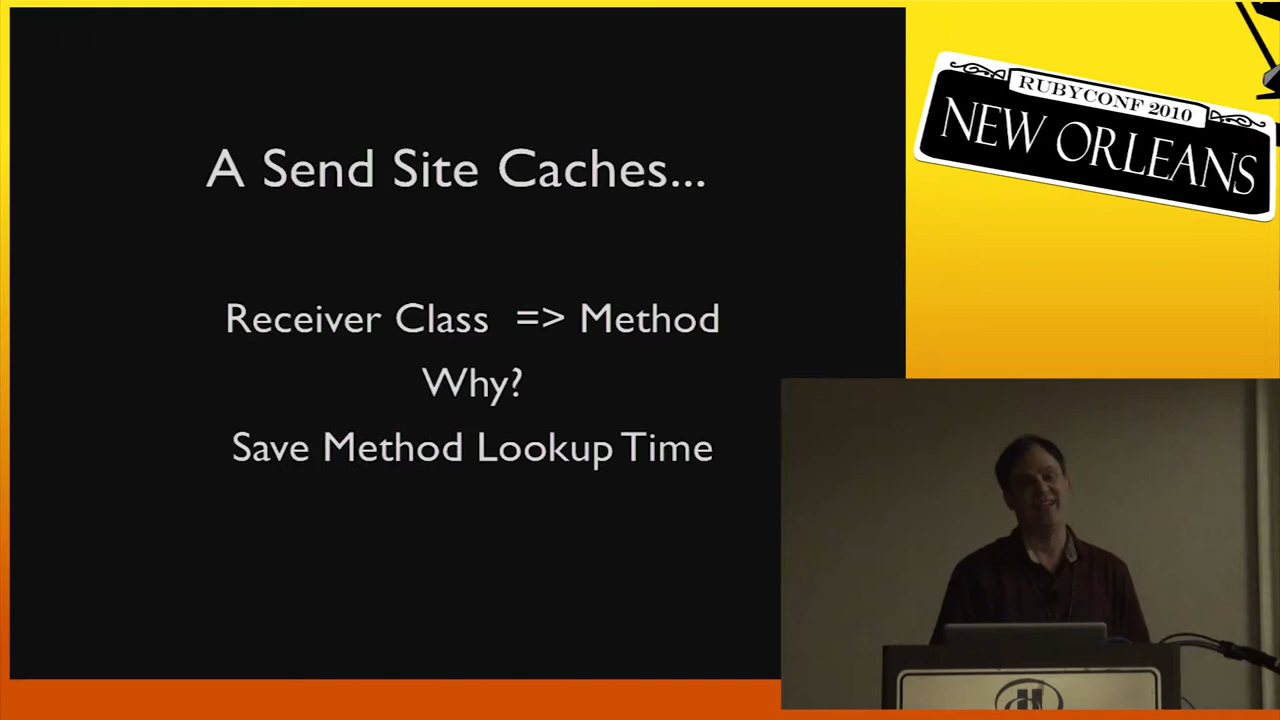 A Send Site Caches...
Receiver Class => Method
Why?
Save Method Lookup Time
RUBYCONF 2010
NEW ORLEANS